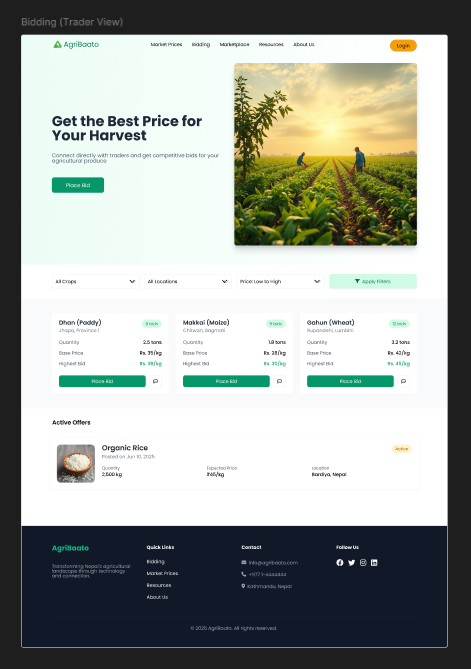 Bidding (Trader View)
AgriBaato
Market Prices Bidding Marketplace Resources About Us
Login
Get the Best Price for
Your Harvest
Connect directly with traders and get competitive bids for your
agricultural produce
Place Bid
All Crops
All Locations
Price: Low to High
Apply Filters
Dhan (Paddy)
8 bids
Jhapa, Province 1
Quantity 2.5 tons
Base Price Rs. 35/kg
Highest Bid Rs. 38/kg
Place Bid
Makkai (Maize)
Chitwan, Bagmati
Quantity 1.8 tons
Base Price Rs. 28/kg
Highest Bid Rs. 30/kg
Place Bid
Gahun (Wheat)
12 bids
Rupandehi, Lumbini
Quantity 3.2 tons
Base Price Rs. 42/kg
Highest Bid Rs. 45/kg
Place Bid
Active Offers
Organic Rice
Active
Posted on Jun 10, 2025
Quantity Expected Price Location
2,500 kg ₹45/kg Bardiya, Nepal
AgriBaato
Transforming Nepal's agricultural
landscape through technology
and connection.
Quick Links
Bidding
Market Prices
Resources
About Us
Contact
info@agribaato.com
+977 1-4444444
Kathmandu, Nepal
Follow Us
© 2025 AgriBaato. All rights reserved.